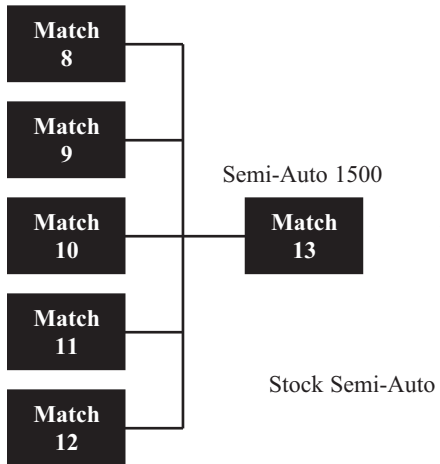 Match
8
Match
9
Semi-Auto 1500
Match
10
Match
13
Match
11
Stock Semi-Auto
Match
12